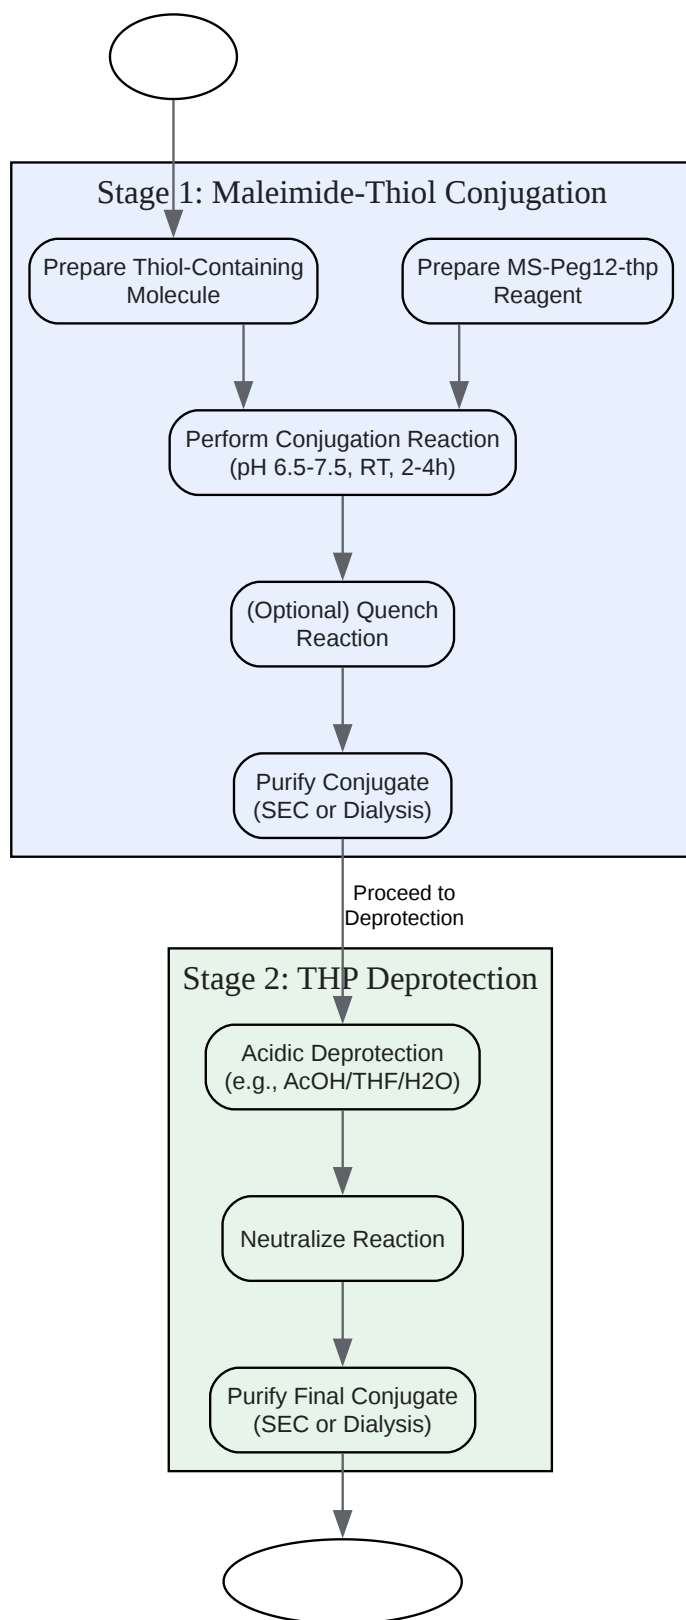 Stage 1: Maleimide-Thiol Conjugation
Prepare Thiol-Containing
Molecule
Prepare MS-Peg12-thp
Reagent
Perform Conjugation Reaction
(pH 6.5-7.5, RT, 2-4h)
(Optional) Quench
Reaction
Purify Conjugate
(SEC or Dialysis)
Proceed to
Deprotection
Stage 2: THP Deprotection
Acidic Deprotection
(e.g., AcOH/THF/H2O)
Neutralize Reaction
Purify Final Conjugate
(SEC or Dialysis)